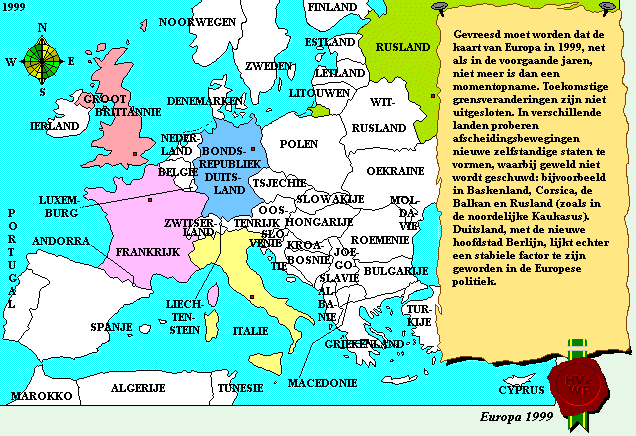 1999
N
W
E
S
NOORWEGEN
FINLAND
ESTLAND
RUSLAND
ZWEDEN
LETLAND
LITOUWEN
DENEMARKEN
WIT-
RUSLAND
GROOT
BRITTANNIE
IERLAND
NEDER-
LAND
BONDS-
REPUBLIEK
DUITS-
LAND
POLEN
BELGIE
OEKRAINE
TSJECHIE
LUXEM-
BURG
SLOWAKIJE
OOS-
TENRIJK
HONGARIJE
MOL-
DA-
VIE
ZWITSER-
LAND
SLO
VENIE
ROEMENIE
ANDORRA
FRANKRIJK
KROA-
TIE
BOSNIE
JOE-
GO-
SLAVIE
BULGARIJE
PORTUGAL
LIECH-
TEN-
STEIN
AL-
BA-
NIE
TUR-
KIJE
SPANJE
ITALIE
GRIEKENLAND
MACEDONIE
CYPRUS
MAROKKO
ALGERIJE
TUNESIE
Gevreesd moet worden dat de
kaart van Europa in 1999, net
als in de voorgaande jaren,
niet meer is dan een
momentopname. Toekomstige
grensveranderingen zijn niet
uitgesloten. In verschillende
landen proberen
afscheidingsbewegingen
nieuwe zelfstandige staten te
vormen, waarbij geweld niet
wordt geschuwd: bijvoorbeeld
in Baskenland, Corsica, de
Balkan en Rusland (zoals in
de noordelijke Kaukasus).
Duitsland, met de nieuwe
hoofdstad Berlijn, lijkt echter
een stabiele factor te zijn
geworden in de Europese
politiek.
Europa 1999